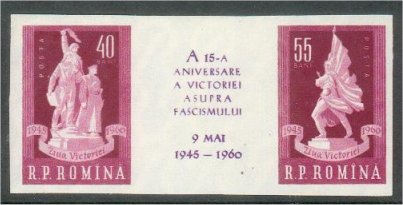 POSTA
40
BANI
1945
1960
Ziua Victoriei
R.P. ROMINA
A 15-A
ANIVERSARE
A VICTORIEI
ASUPRA
FASCISMULUI
9 MAI
1945 — 1960
55
BANI
POSTA
1945
1960
Ziua Victoriei
R.P. ROMINA